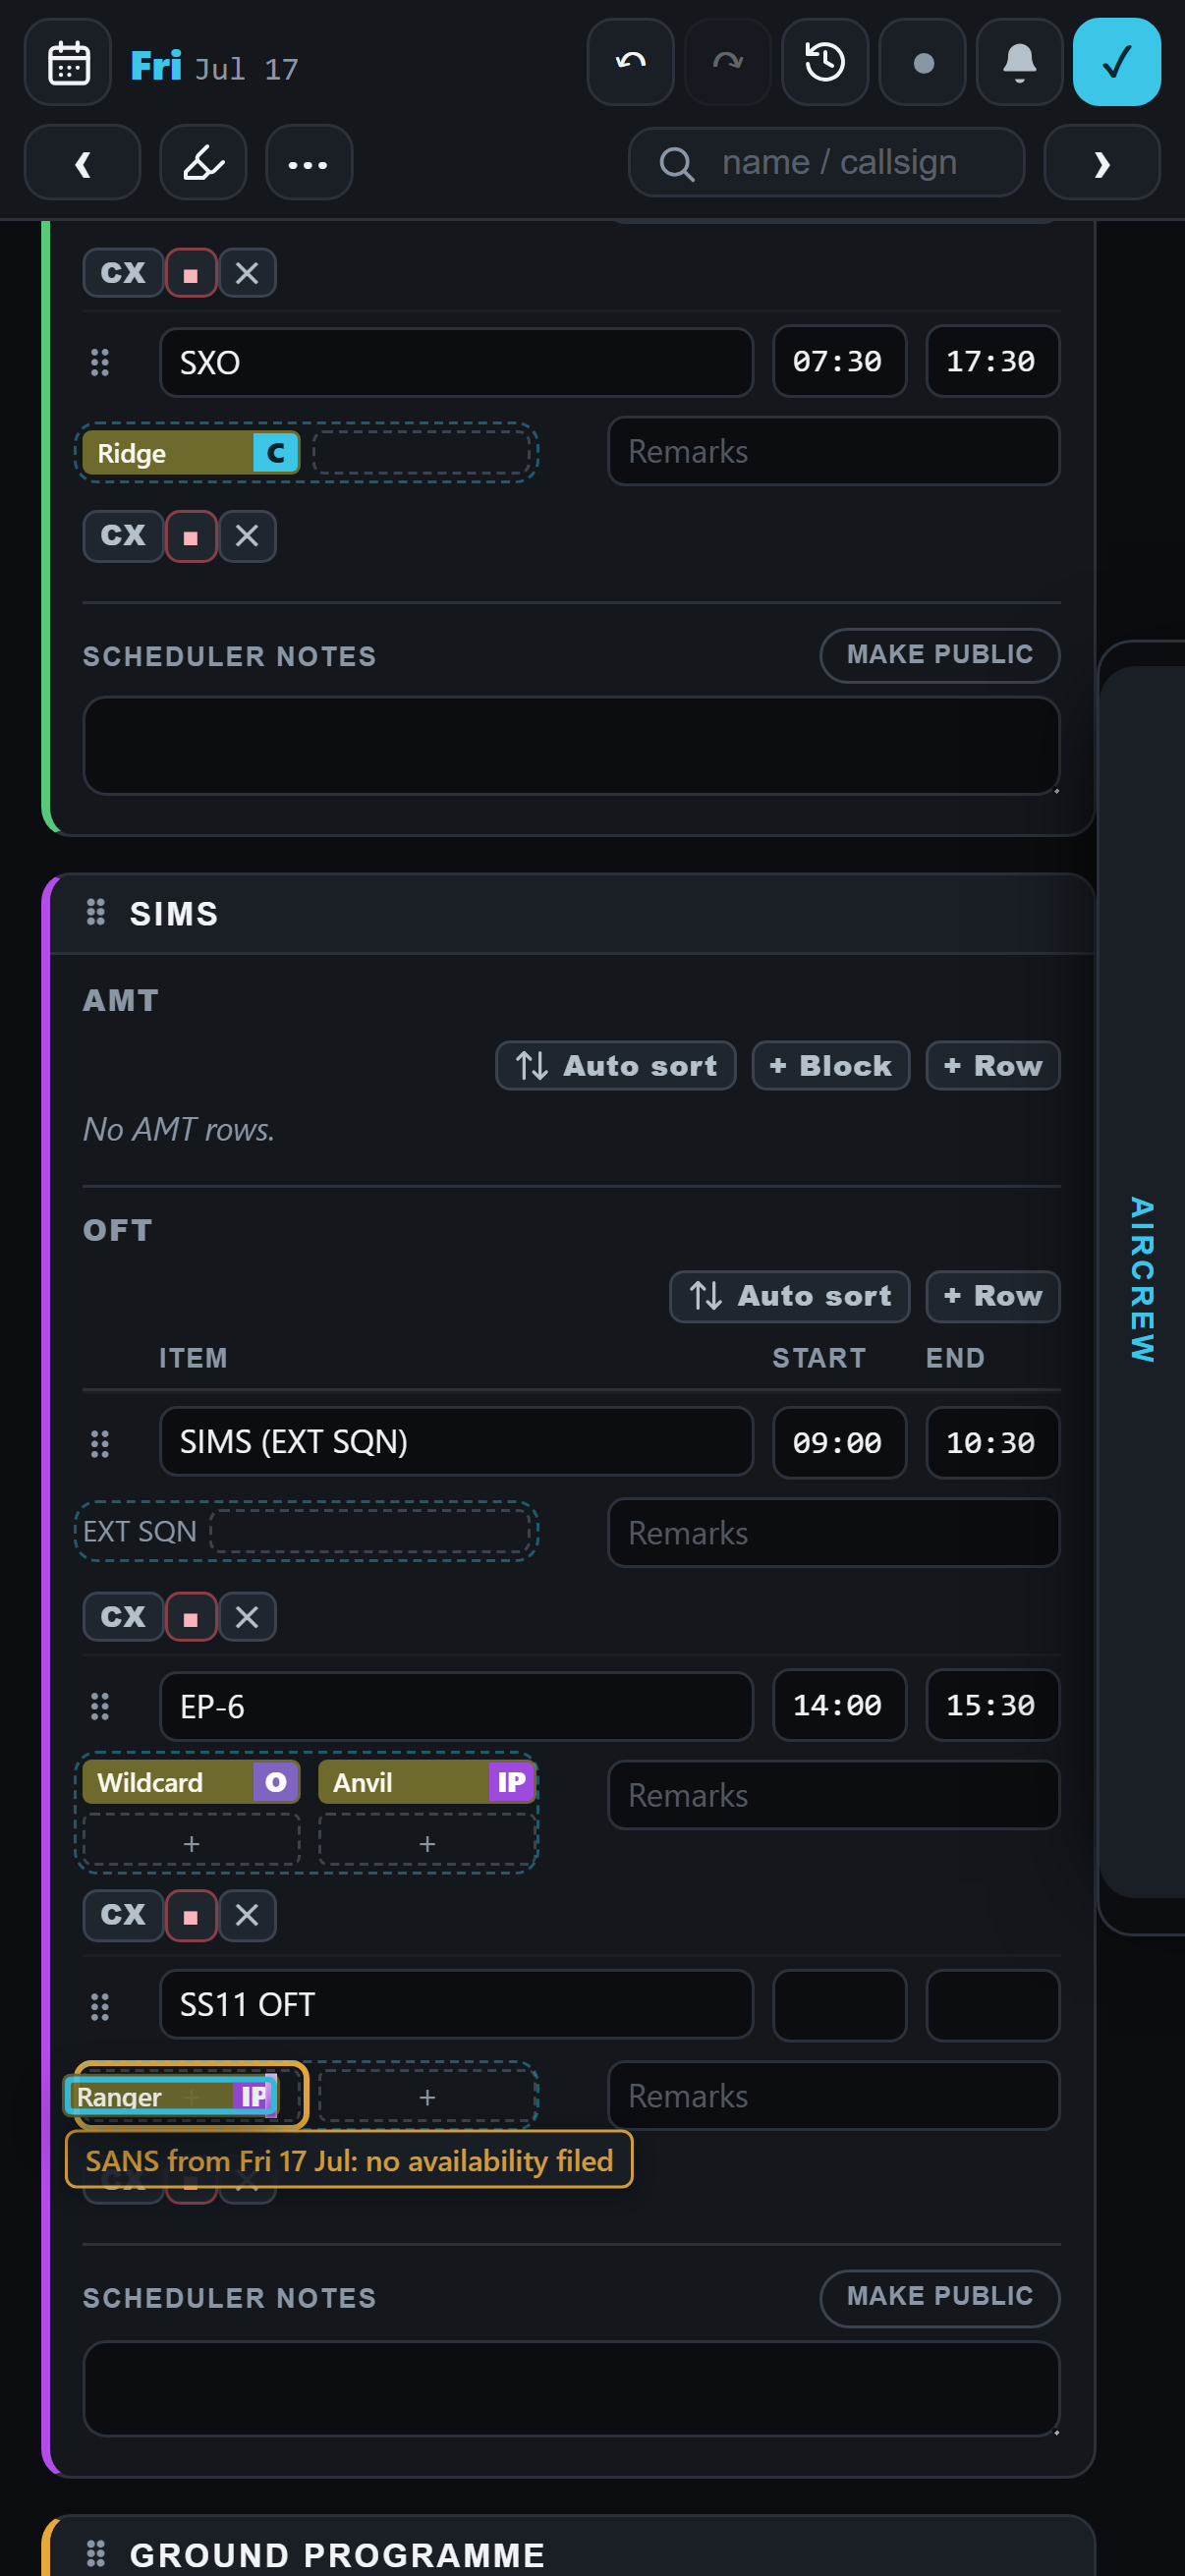 Fri Jul 17
name / callsign
CX
SXO 07:30 17:30
Ridge C Remarks
CX
SCHEDULER NOTES MAKE PUBLIC
SIMS
AMT
Auto sort + Block + Row
No AMT rows.
OFT
Auto sort + Row
ITEM START END
SIMS (EXT SQN) 09:00 10:30
EXT SQN Remarks
CX
EP-6 14:00 15:30
Wildcard O Anvil IP Remarks
+ +
CX
SS11 OFT
Ranger IP + Remarks
SANS from Fri 17 Jul: no availability filed
CX
SCHEDULER NOTES MAKE PUBLIC
GROUND PROGRAMME
AIRCREW